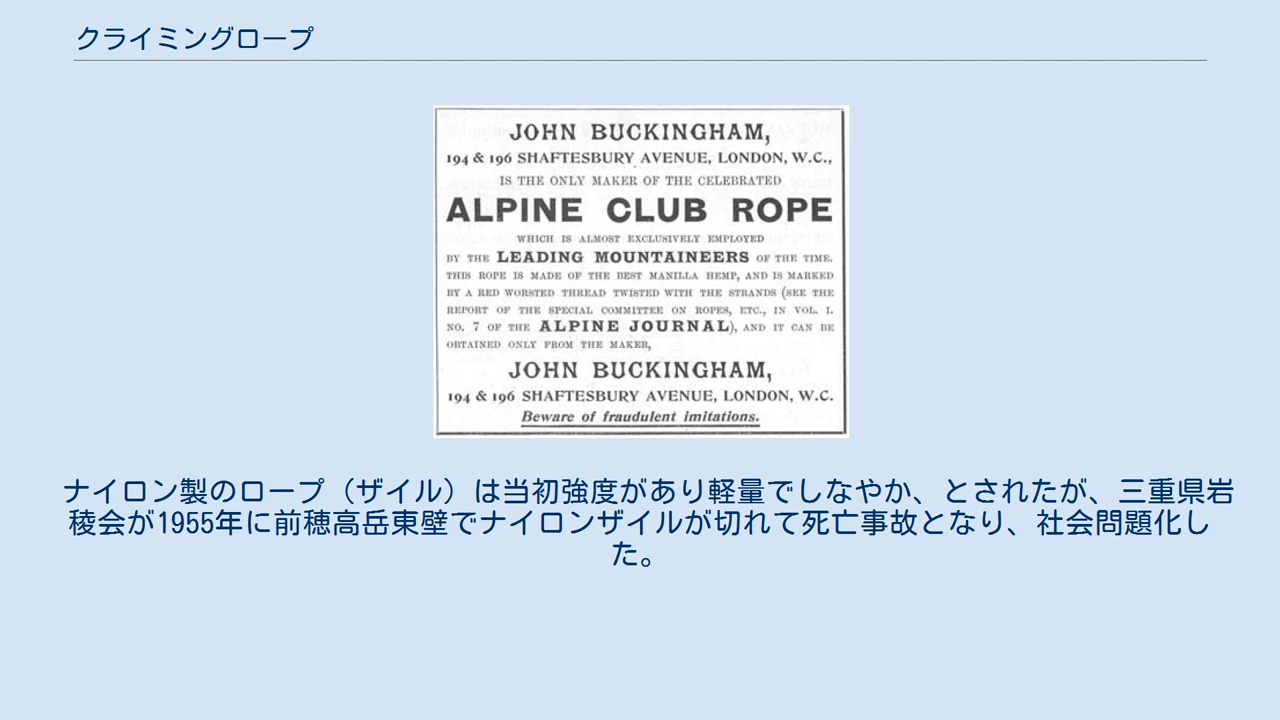 クライミングロープ
JOHN BUCKINGHAM,
194 & 196 SHAFTESBURY AVENUE, LONDON, W.C.,
IS THE ONLY MAKER OF THE CELEBRATED
ALPINE CLUB ROPE
WHICH IS ALMOST EXCLUSIVELY EMPLOYED
BY THE LEADING MOUNTAINEERS OF THE TIME.
THIS ROPE IS MADE OF THE BEST MANILLA HEMP, AND IS MARKED
BY A RED WORSTED THREAD TWISTED WITH THE STRANDS (SEE THE
REPORT OF THE SPECIAL COMMITTEE ON ROPES, ETC., IN VOL. I.
NO. 7 OF THE ALPINE JOURNAL), AND IT CAN BE
OBTAINED ONLY FROM THE MAKER,
JOHN BUCKINGHAM,
194 & 196 SHAFTESBURY AVENUE, LONDON, W.C.
Beware of fraudulent imitations.
ナイロン製のロープ（ザイル）は当初強度があり軽量でしなやか、とされたが、三重県岩
稜会が1955年に前穂高岳東壁でナイロンザイルが切れて死亡事故となり、社会問題化し
た。